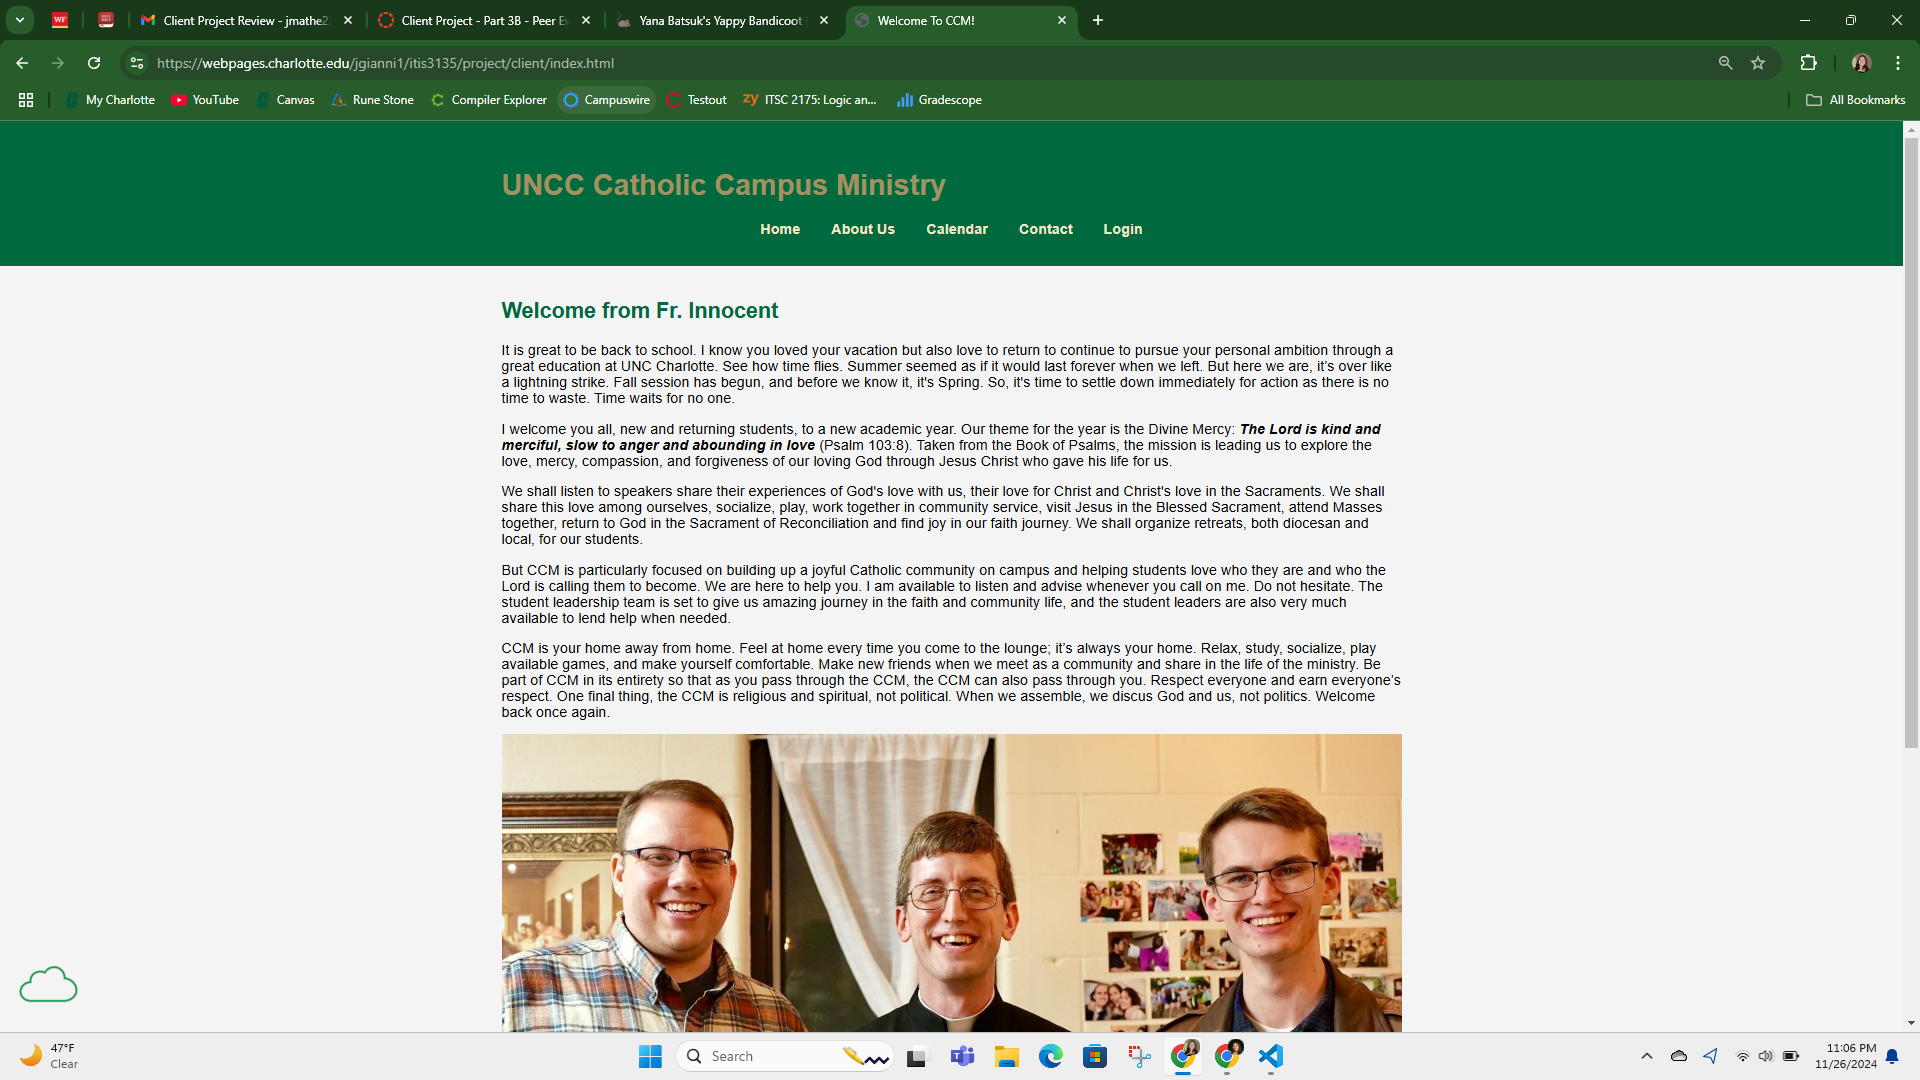 WF
Client Project Review - jmathe2
Client Project - Part 3B - Peer Ev
Yana Batsuk's Yappy Bandicoot
Welcome To CCM!
https://webpages.charlotte.edu/jgianni1/itis3135/project/client/index.html
My Charlotte
YouTube
Canvas
Rune Stone
Compiler Explorer
Campuswire
Testout
zy ITSC 2175: Logic an...
Gradescope
All Bookmarks
UNCC Catholic Campus Ministry
Home About Us Calendar Contact Login
Welcome from Fr. Innocent
It is great to be back to school. I know you loved your vacation but also love to return to continue to pursue your personal ambition through a
great education at UNC Charlotte. See how time flies. Summer seemed as if it would last forever when we left. But here we are, it’s over like
a lightning strike. Fall session has begun, and before we know it, it's Spring. So, it's time to settle down immediately for action as there is no
time to waste. Time waits for no one.
I welcome you all, new and returning students, to a new academic year. Our theme for the year is the Divine Mercy: The Lord is kind and
merciful, slow to anger and abounding in love (Psalm 103:8). Taken from the Book of Psalms, the mission is leading us to explore the
love, mercy, compassion, and forgiveness of our loving God through Jesus Christ who gave his life for us.
We shall listen to speakers share their experiences of God's love with us, their love for Christ and Christ's love in the Sacraments. We shall
share this love among ourselves, socialize, play, work together in community service, visit Jesus in the Blessed Sacrament, attend Masses
together, return to God in the Sacrament of Reconciliation and find joy in our faith journey. We shall organize retreats, both diocesan and
local, for our students.
But CCM is particularly focused on building up a joyful Catholic community on campus and helping students love who they are and who the
Lord is calling them to become. We are here to help you. I am available to listen and advise whenever you call on me. Do not hesitate. The
student leadership team is set to give us amazing journey in the faith and community life, and the student leaders are also very much
available to lend help when needed.
CCM is your home away from home. Feel at home every time you come to the lounge; it’s always your home. Relax, study, socialize, play
available games, and make yourself comfortable. Make new friends when we meet as a community and share in the life of the ministry. Be
part of CCM in its entirety so that as you pass through the CCM, the CCM can also pass through you. Respect everyone and earn everyone’s
respect. One final thing, the CCM is religious and spiritual, not political. When we assemble, we discus God and us, not politics. Welcome
back once again.
47°F
Clear
Search
11:06 PM
11/26/2024